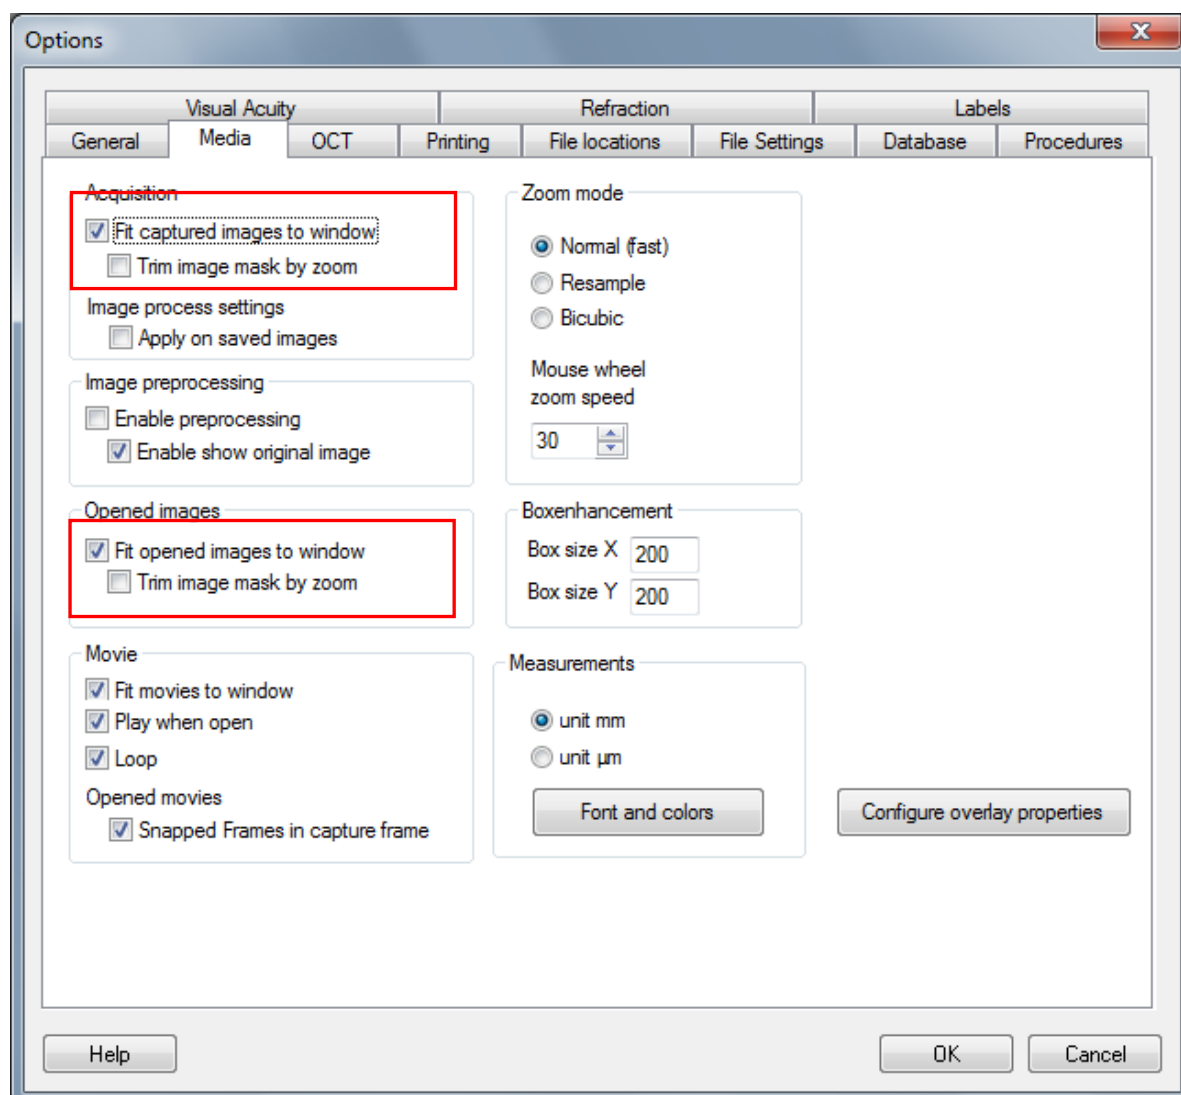 Options
Visual Acuity Refraction Labels
General Media OCT Printing File locations File Settings Database Procedures
Acquisition
Fit captured images to window
Trim image mask by zoom
Image process settings
Apply on saved images
Image preprocessing
Enable preprocessing
Enable show original image
Opened images
Fit opened images to window
Trim image mask by zoom
Movie
Fit movies to window
Play when open
Loop
Opened movies
Snapped Frames in capture frame
Zoom mode
Normal (fast)
Resample
Bicubic
Mouse wheel
zoom speed
30
Boxenhancement
Box size X 200
Box size Y 200
Measurements
unit mm
unit µm
Font and colors
Configure overlay properties
Help OK Cancel